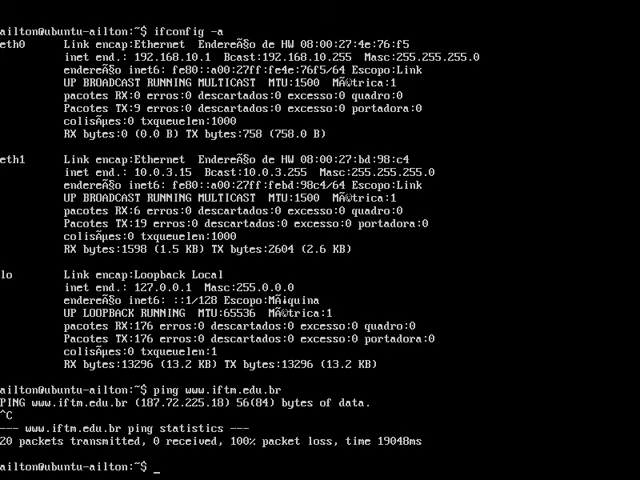 ailton@ubuntu-ailton:~$ ifconfig -a
eth0 Link encap:Ethernet EndereÃ§o de HW 08:00:27:4e:76:f5
inet end.: 192.168.10.1 Bcast:192.168.10.255 Masc:255.255.255.0
endereÃ§o inet6: fe80::a00:27ff:fe4e:76f5/64 Escopo:Link
UP BROADCAST RUNNING MULTICAST MTU:1500 MÃ©trica:1
pacotes RX:0 erros:0 descartados:0 excesso:0 quadro:0
Pacotes TX:9 erros:0 descartados:0 excesso:0 portadora:0
colisÃµes:0 txqueuelen:1000
RX bytes:0 (0.0 B) TX bytes:758 (758.0 B)
eth1 Link encap:Ethernet EndereÃ§o de HW 08:00:27:bd:98:c4
inet end.: 10.0.3.15 Bcast:10.0.3.255 Masc:255.255.255.0
endereÃ§o inet6: fe80::a00:27ff:febd:98c4/64 Escopo:Link
UP BROADCAST RUNNING MULTICAST MTU:1500 MÃ©trica:1
pacotes RX:6 erros:0 descartados:0 excesso:0 quadro:0
Pacotes TX:19 erros:0 descartados:0 excesso:0 portadora:0
colisÃµes:0 txqueuelen:1000
RX bytes:1598 (1.5 KB) TX bytes:2604 (2.6 KB)
lo Link encap:Loopback Local
inet end.: 127.0.0.1 Masc:255.0.0.0
endereÃ§o inet6: ::1/128 Escopo:MÃ¡quina
UP LOOPBACK RUNNING MTU:65536 MÃ©trica:1
pacotes RX:176 erros:0 descartados:0 excesso:0 quadro:0
Pacotes TX:176 erros:0 descartados:0 excesso:0 portadora:0
colisÃµes:0 txqueuelen:1
RX bytes:13296 (13.2 KB) TX bytes:13296 (13.2 KB)
ailton@ubuntu-ailton:~$ ping www.iftm.edu.br
PING www.iftm.edu.br (187.72.225.18) 56(84) bytes of data.
^C
--- www.iftm.edu.br ping statistics ---
20 packets transmitted, 0 received, 100% packet loss, time 19048ms
ailton@ubuntu-ailton:~$ _